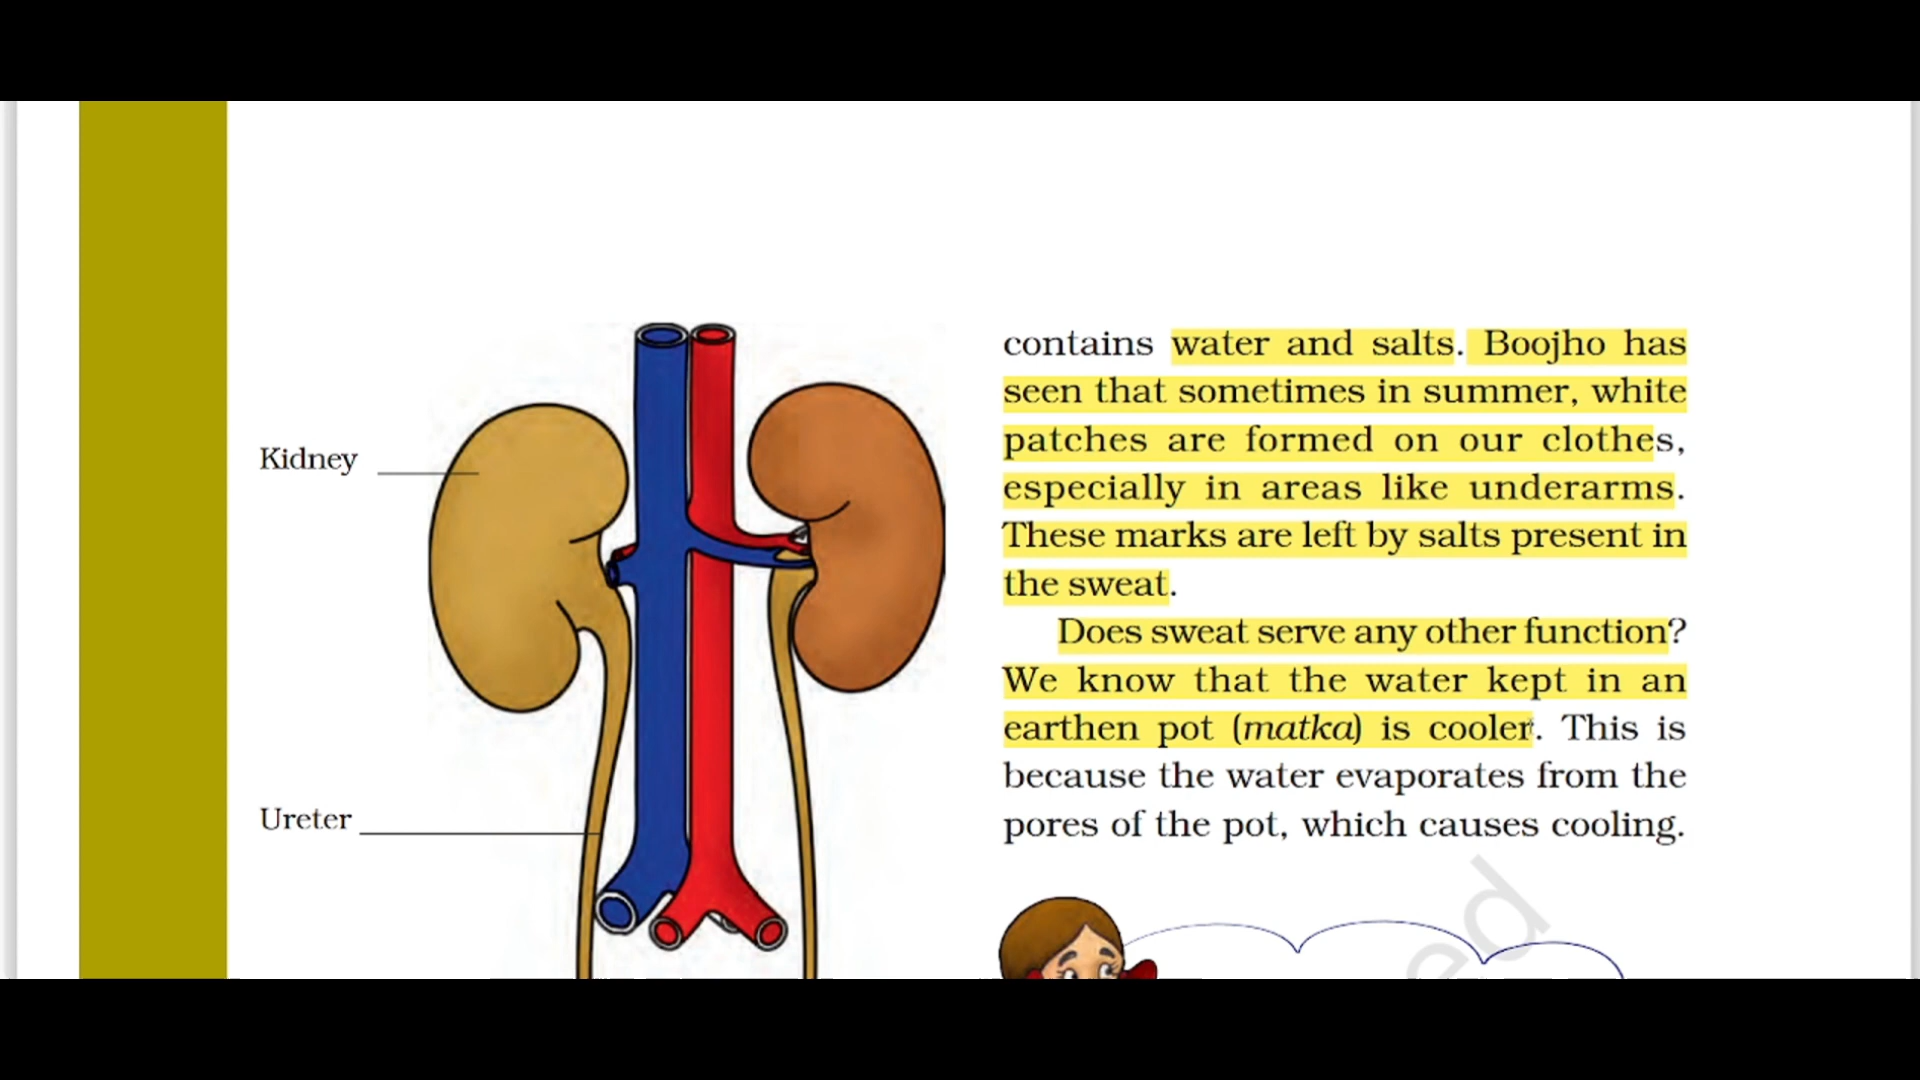 Kidney
Ureter
contains water and salts. Boojho has
seen that sometimes in summer, white
patches are formed on our clothes,
especially in areas like underarms.
These marks are left by salts present in
the sweat.
Does sweat serve any other function?
We know that the water kept in an
earthen pot (matka) is cooler. This is
because the water evaporates from the
pores of the pot, which causes cooling.